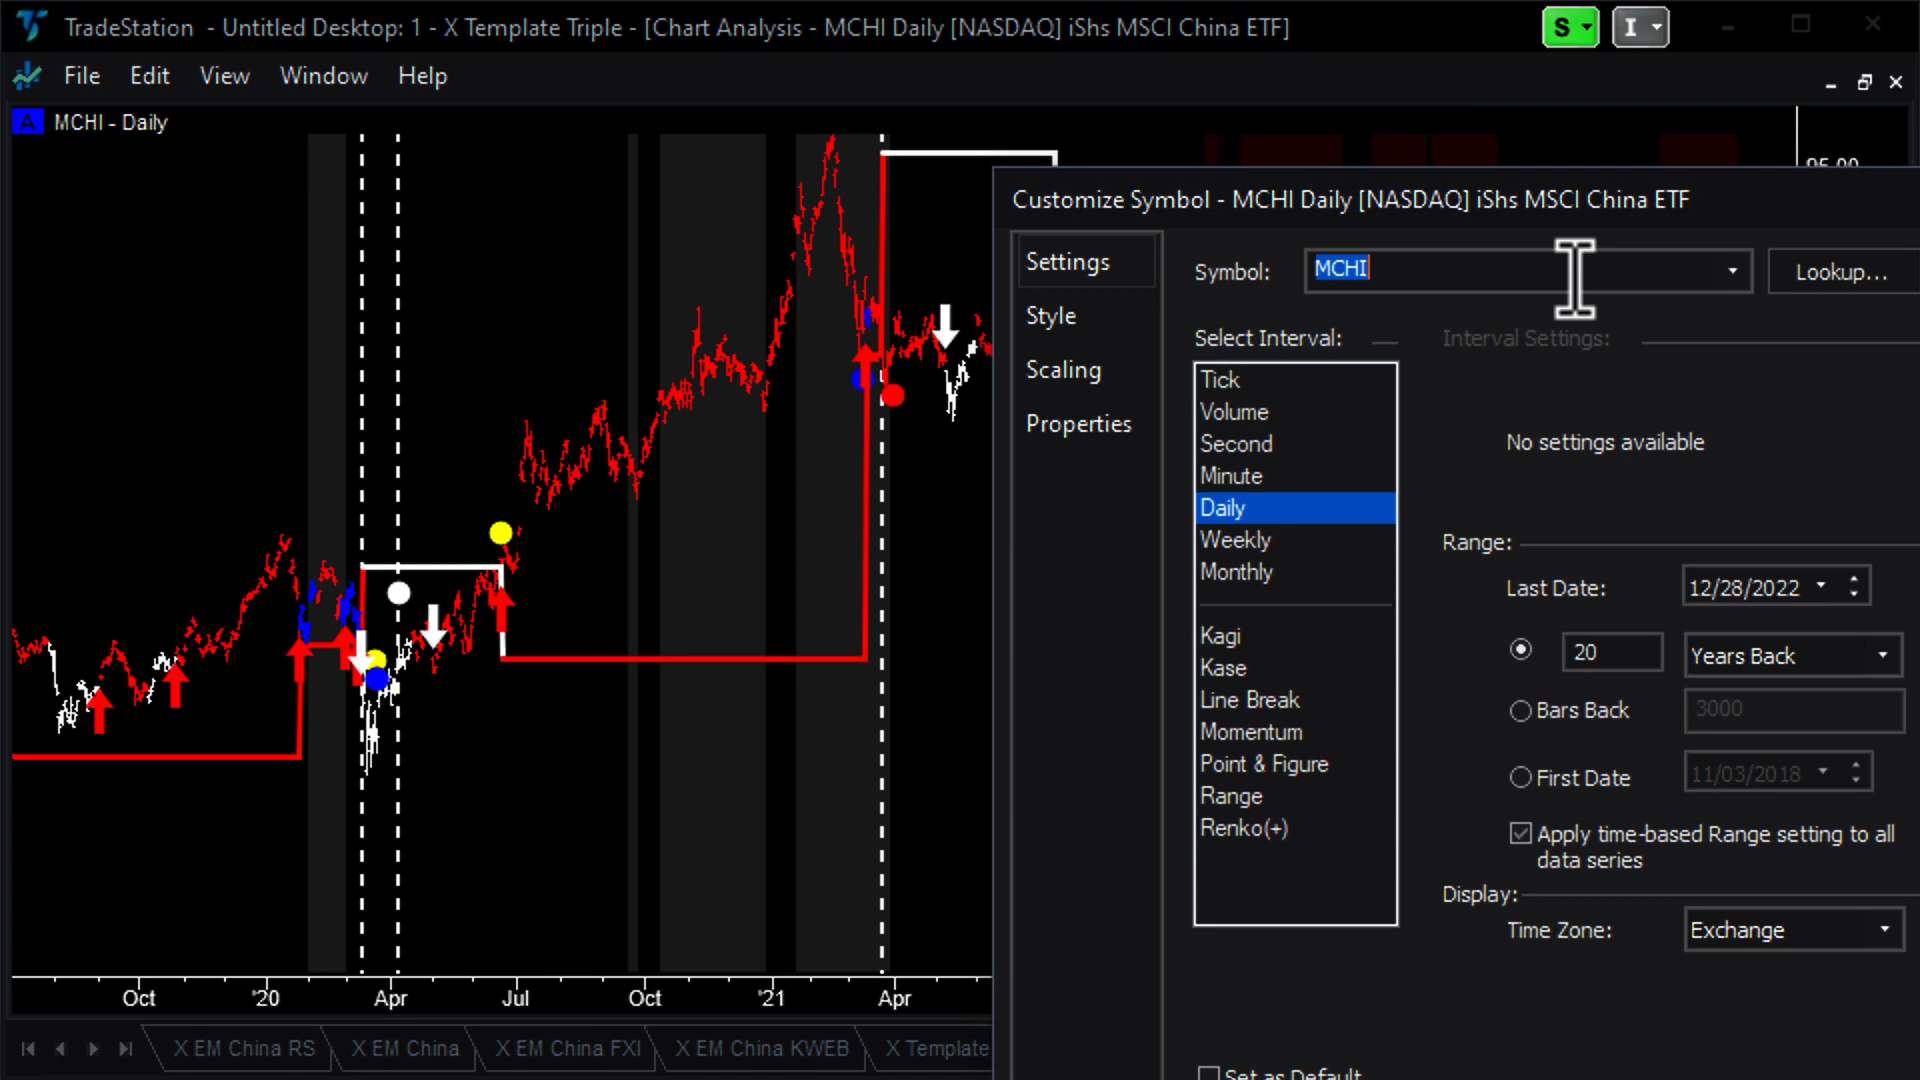 TradeStation - Untitled Desktop: 1 - X Template Triple - [Chart Analysis - MCHI Daily [NASDAQ] iShs MSCI China ETF]
S
I
File Edit View Window Help
A MCHI - Daily
95.00
Customize Symbol - MCHI Daily [NASDAQ] iShs MSCI China ETF
Settings
Style
Scaling
Properties
Symbol: MCHI Lookup...
Select Interval:
Interval Settings:
Tick
Volume
Second
Minute
Daily
Weekly
Monthly
Kagi
Kase
Line Break
Momentum
Point & Figure
Range
Renko(+)
No settings available
Range:
Last Date: 12/28/2022
20 Years Back
Bars Back 3000
First Date 11/03/2018
Apply time-based Range setting to all
data series
Display:
Time Zone: Exchange
Set as Default
Oct '20 Apr Jul Oct '21 Apr
X EM China RS X EM China X EM China FXI X EM China KWEB X Template